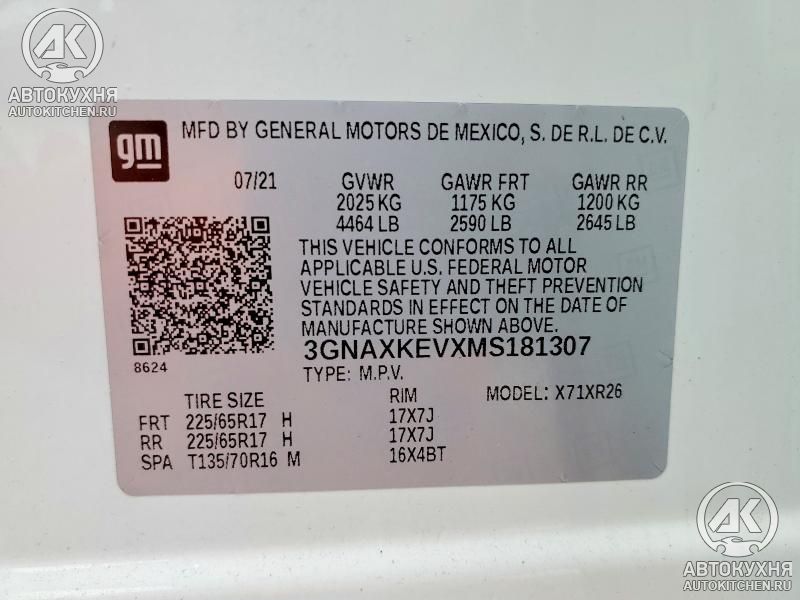 АК
АВТОКУХНЯ
AUTOKITCHEN.RU
gm
MFD BY GENERAL MOTORS DE MEXICO, S. DE R.L. DE C.V.
07/21 GVWR GAWR FRT GAWR RR
2025 KG 1175 KG 1200 KG
4464 LB 2590 LB 2645 LB
THIS VEHICLE CONFORMS TO ALL
APPLICABLE U.S. FEDERAL MOTOR
VEHICLE SAFETY AND THEFT PREVENTION
STANDARDS IN EFFECT ON THE DATE OF
MANUFACTURE SHOWN ABOVE.
8624
3GNAXKEVXMS181307
TYPE: M.P.V. MODEL: X71XR26
TIRE SIZE RIM
FRT 225/65R17 H 17X7J
RR 225/65R17 H 17X7J
SPA T135/70R16 M 16X4BT
АК
АВТОКУХНЯ
AUTOKITCHEN.RU